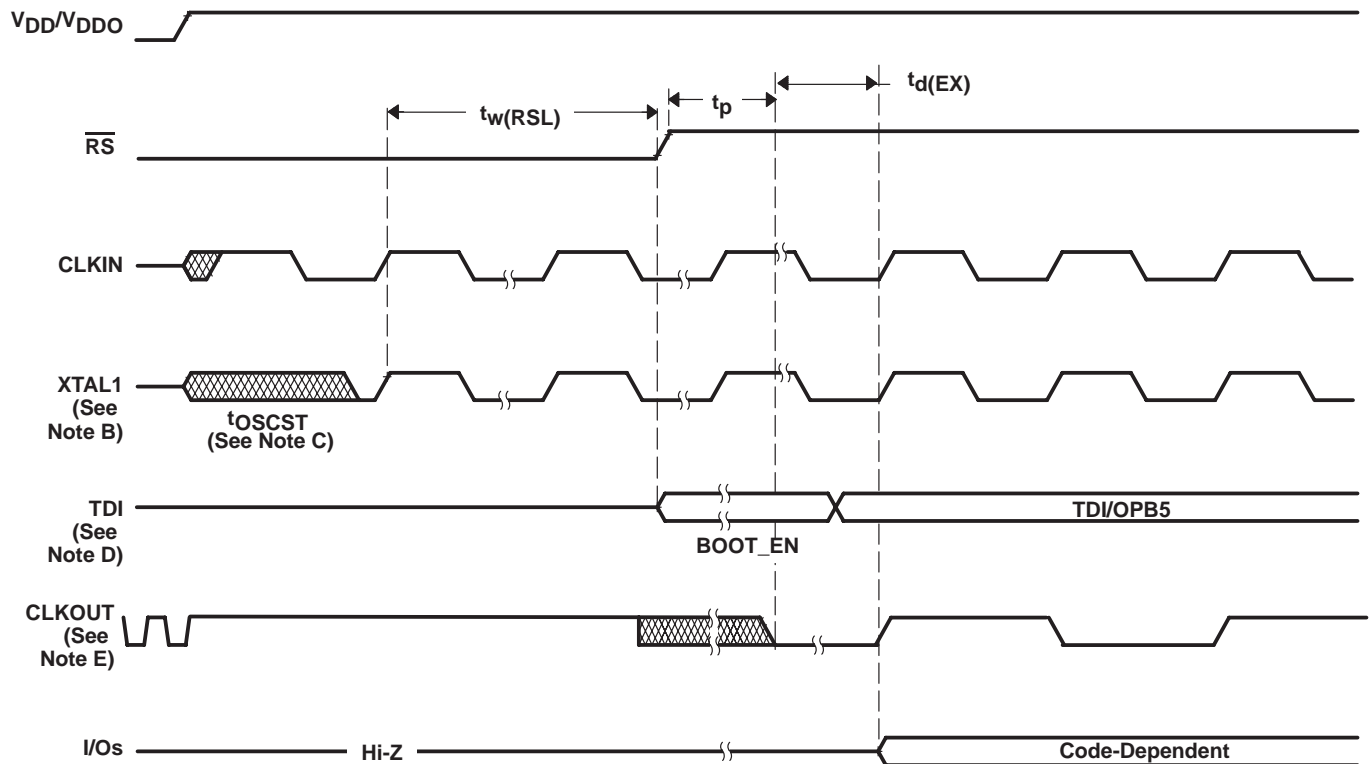 VDD/VDDO
td(EX)
tp
tw(RSL)
RS
CLKIN
XTAL1
(See
Note B)
tOSCST
(See Note C)
TDI
(See
Note D)
TDI/OPB5
BOOT_EN
CLKOUT
(See
Note E)
I/Os
Hi-Z
Code-Dependent